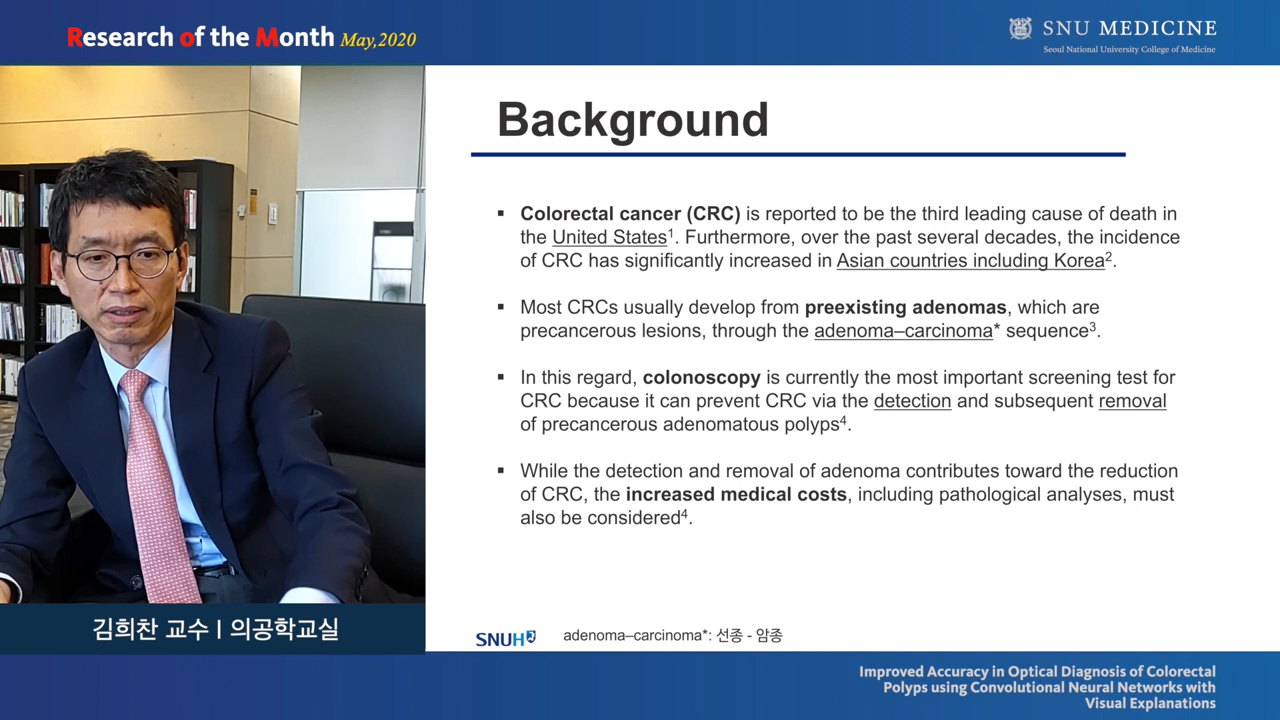 Research of the Month May,2020
SNU MEDICINE
Seoul National University College of Medicine
Background
▪ Colorectal cancer (CRC) is reported to be the third leading cause of death in
the United States¹. Furthermore, over the past several decades, the incidence
of CRC has significantly increased in Asian countries including Korea².
▪ Most CRCs usually develop from preexisting adenomas, which are
precancerous lesions, through the adenoma–carcinoma* sequence³.
▪ In this regard, colonoscopy is currently the most important screening test for
CRC because it can prevent CRC via the detection and subsequent removal
of precancerous adenomatous polyps⁴.
▪ While the detection and removal of adenoma contributes toward the reduction
of CRC, the increased medical costs, including pathological analyses, must
also be considered⁴.
김희찬 교수 | 의공학교실
SNUH
adenoma–carcinoma*: 선종 - 암종
Improved Accuracy in Optical Diagnosis of Colorectal
Polyps using Convolutional Neural Networks with
Visual Explanations